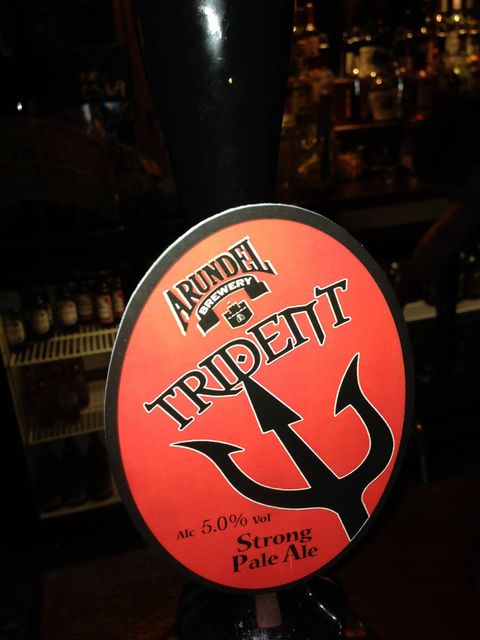 ARUNDEL
BREWERY
TRIDENT
Alc 5.0% Vol
Strong
Pale Ale